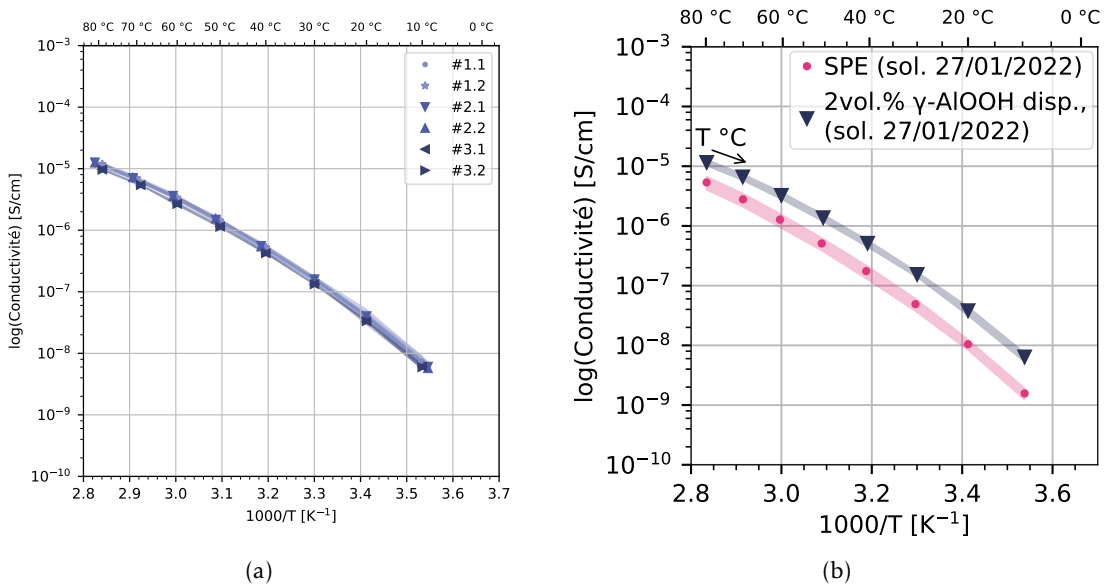 80 °C 70 °C 60 °C 50 °C 40 °C 30 °C 20 °C 10 °C 0 °C
10⁻³
10⁻⁴
10⁻⁵
10⁻⁶
10⁻⁷
10⁻⁸
10⁻⁹
10⁻¹⁰
log(Conductivité) [S/cm]
#1.1
#1.2
#2.1
#2.2
#3.1
#3.2
2.8 2.9 3.0 3.1 3.2 3.3 3.4 3.5 3.6 3.7
1000/T [K⁻¹]
(a)
80 °C 60 °C 40 °C 20 °C 0 °C
10⁻³
10⁻⁴
10⁻⁵
10⁻⁶
10⁻⁷
10⁻⁸
10⁻⁹
10⁻¹⁰
log(Conductivité) [S/cm]
SPE (sol. 27/01/2022)
2vol.% γ-AlOOH disp.,
(sol. 27/01/2022)
T °C
2.8 3.0 3.2 3.4 3.6
1000/T [K⁻¹]
(b)